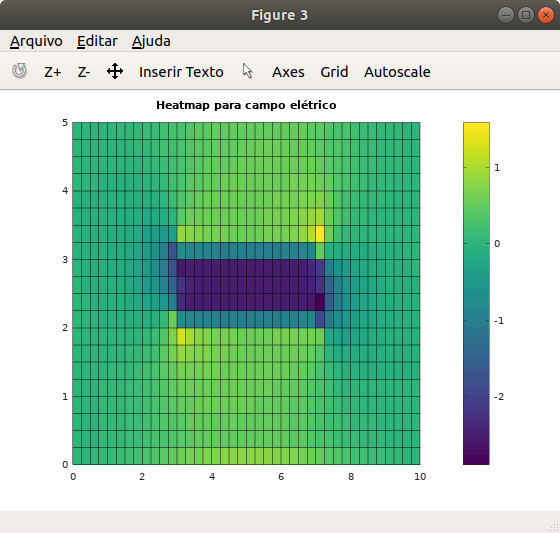 Figure 3
Arquivo Editar Ajuda
Z+ Z- Inserir Texto Axes Grid Autoscale
Heatmap para campo elétrico
5
4
3
2
1
0
0 2 4 6 8 10
1
0
-1
-2